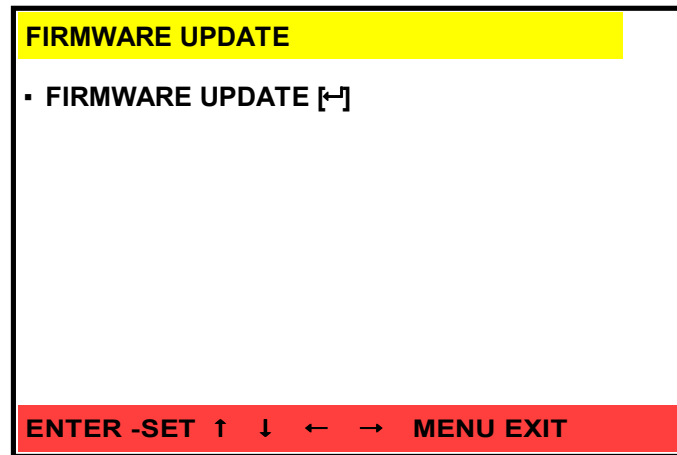 FIRMWARE UPDATE
▪ FIRMWARE UPDATE [↵]
ENTER -SET ↑ ↓ ← → MENU EXIT